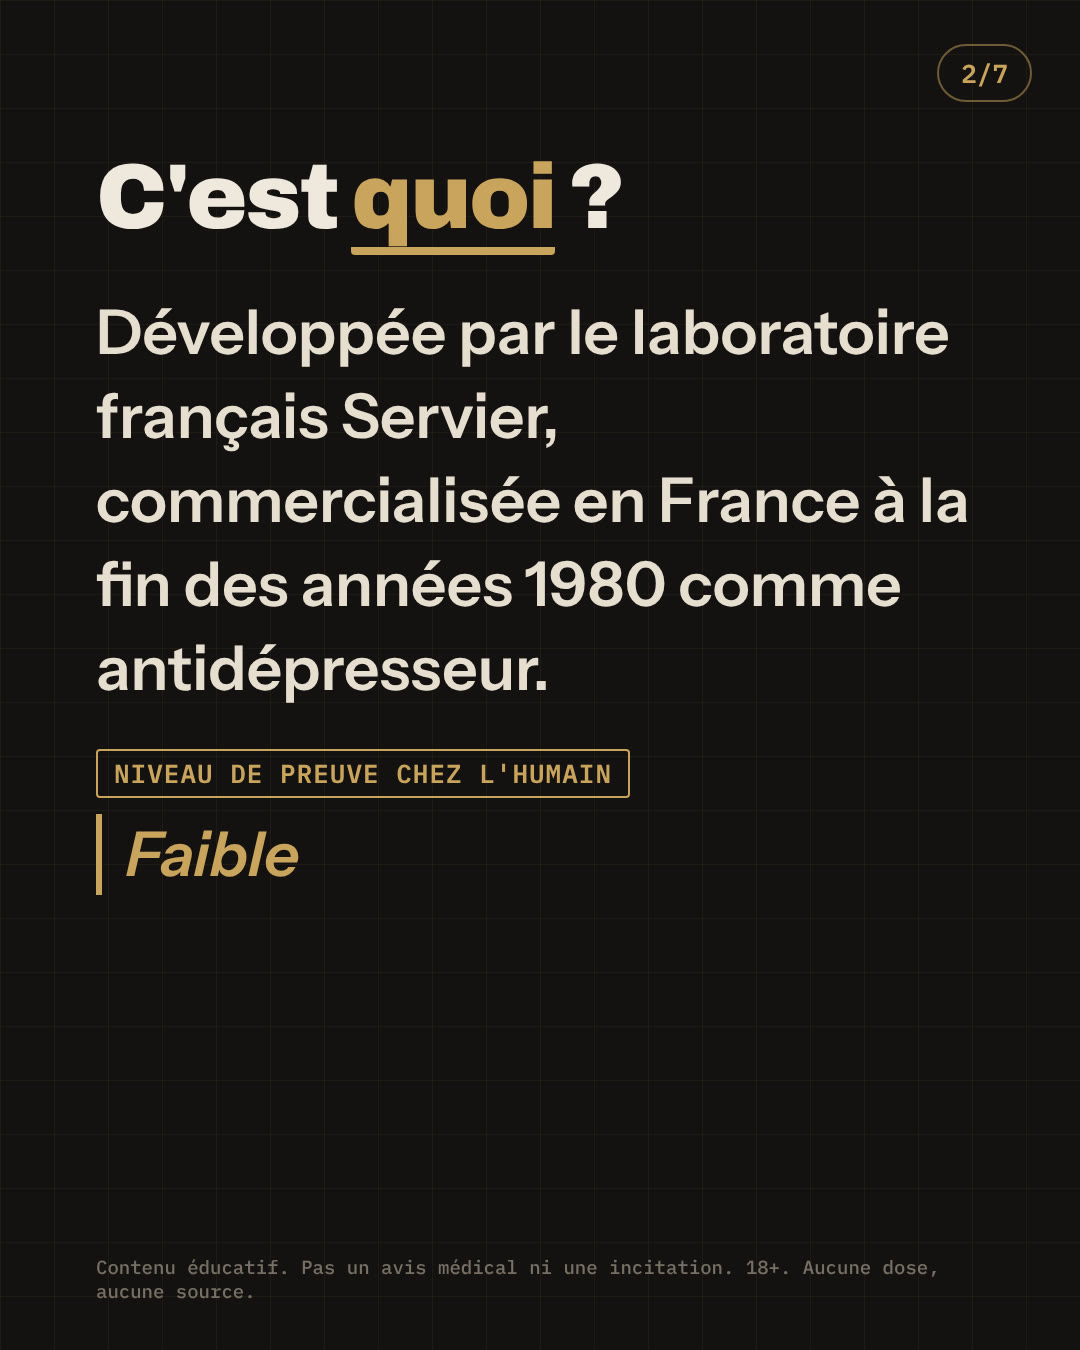 2/7
C'est quoi ?
Développée par le laboratoire
français Servier,
commercialisée en France à la
fin des années 1980 comme
antidépresseur.
NIVEAU DE PREUVE CHEZ L'HUMAIN
Faible
Contenu éducatif. Pas un avis médical ni une incitation. 18+. Aucune dose,
aucune source.